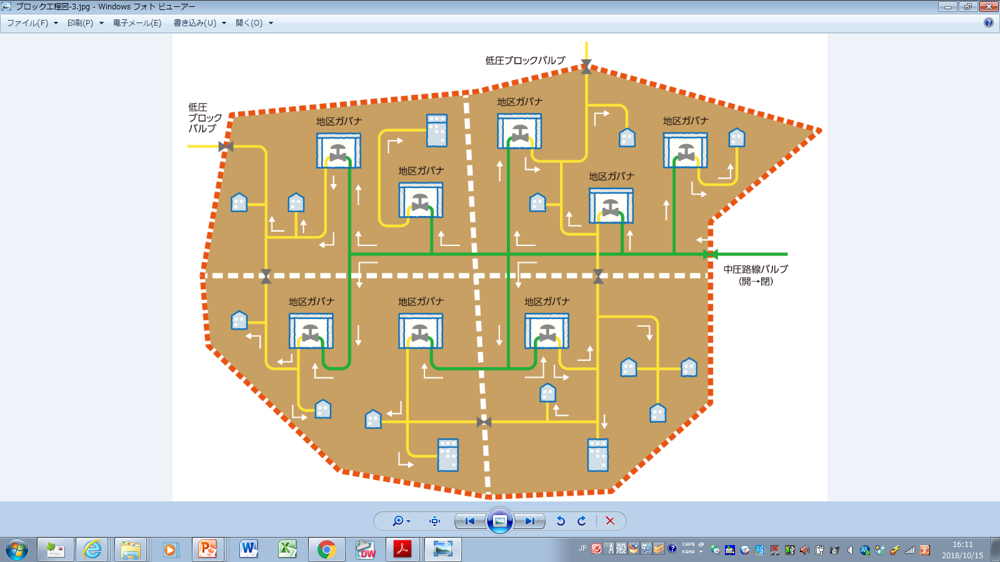 ブロック工程図-3.jpg - Windows フォト ビューアー
ファイル(F)
印刷(P)
電子メール(E)
書き込み(U)
開く(O)
低圧ブロックバルブ
低圧
ブロック
バルブ
地区ガバナ
地区ガバナ
地区ガバナ
地区ガバナ
地区ガバナ
中圧路線バルブ
(開→閉)
地区ガバナ
地区ガバナ
地区ガバナ
JP
A
般
CAPS
KANA
DW
16:11
2018/10/15